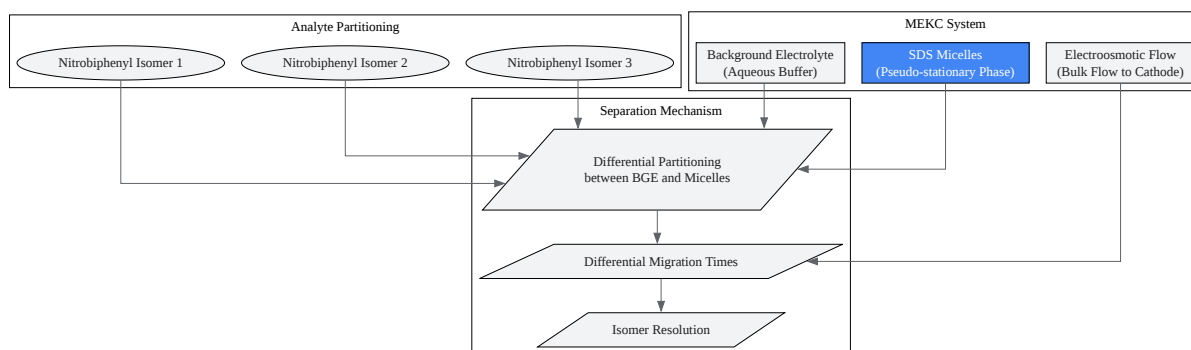 Analyte Partitioning
MEKC System
Nitrobiphenyl Isomer 1
Nitrobiphenyl Isomer 2
Nitrobiphenyl Isomer 3
Background Electrolyte
(Aqueous Buffer)
SDS Micelles
(Pseudo-stationary Phase)
Electroosmotic Flow
(Bulk Flow to Cathode)
Separation Mechanism
Differential Partitioning
between BGE and Micelles
Differential Migration Times
Isomer Resolution